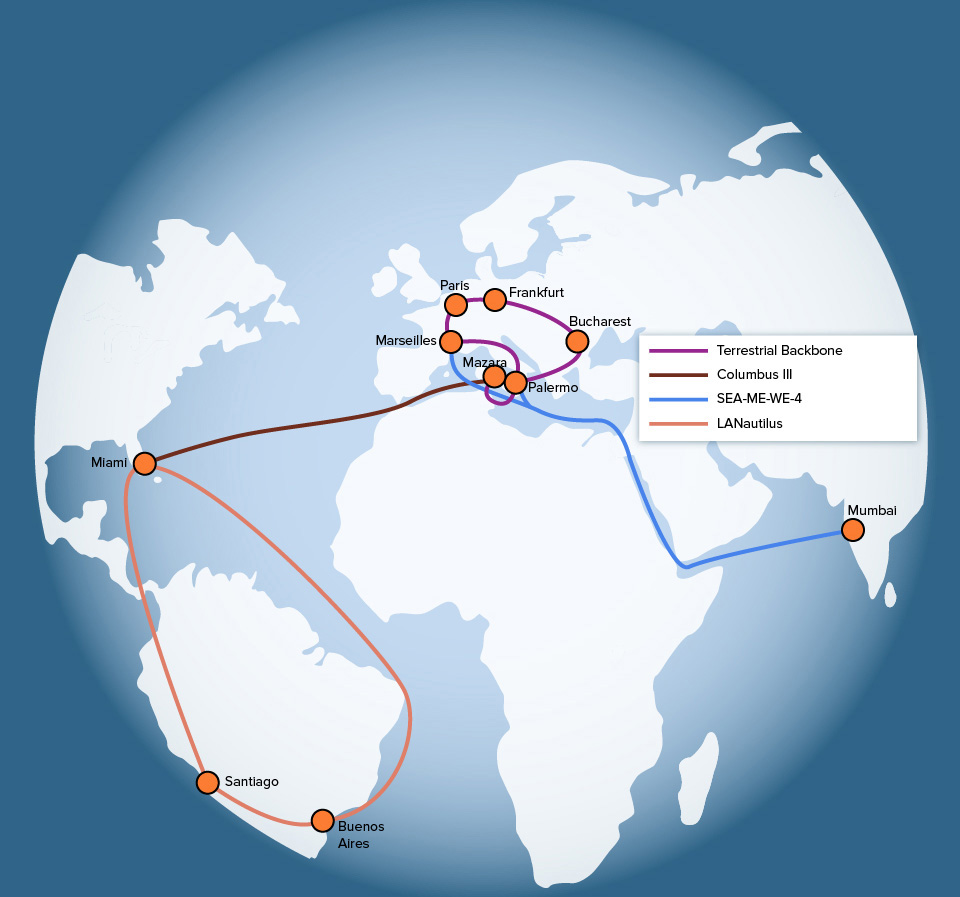 Paris
Frankfurt
Bucharest
Marseilles
Mazara
Palermo
Terrestrial Backbone
Columbus III
SEA-ME-WE-4
LANautilus
Miami
Mumbai
Santiago
Buenos
Aires